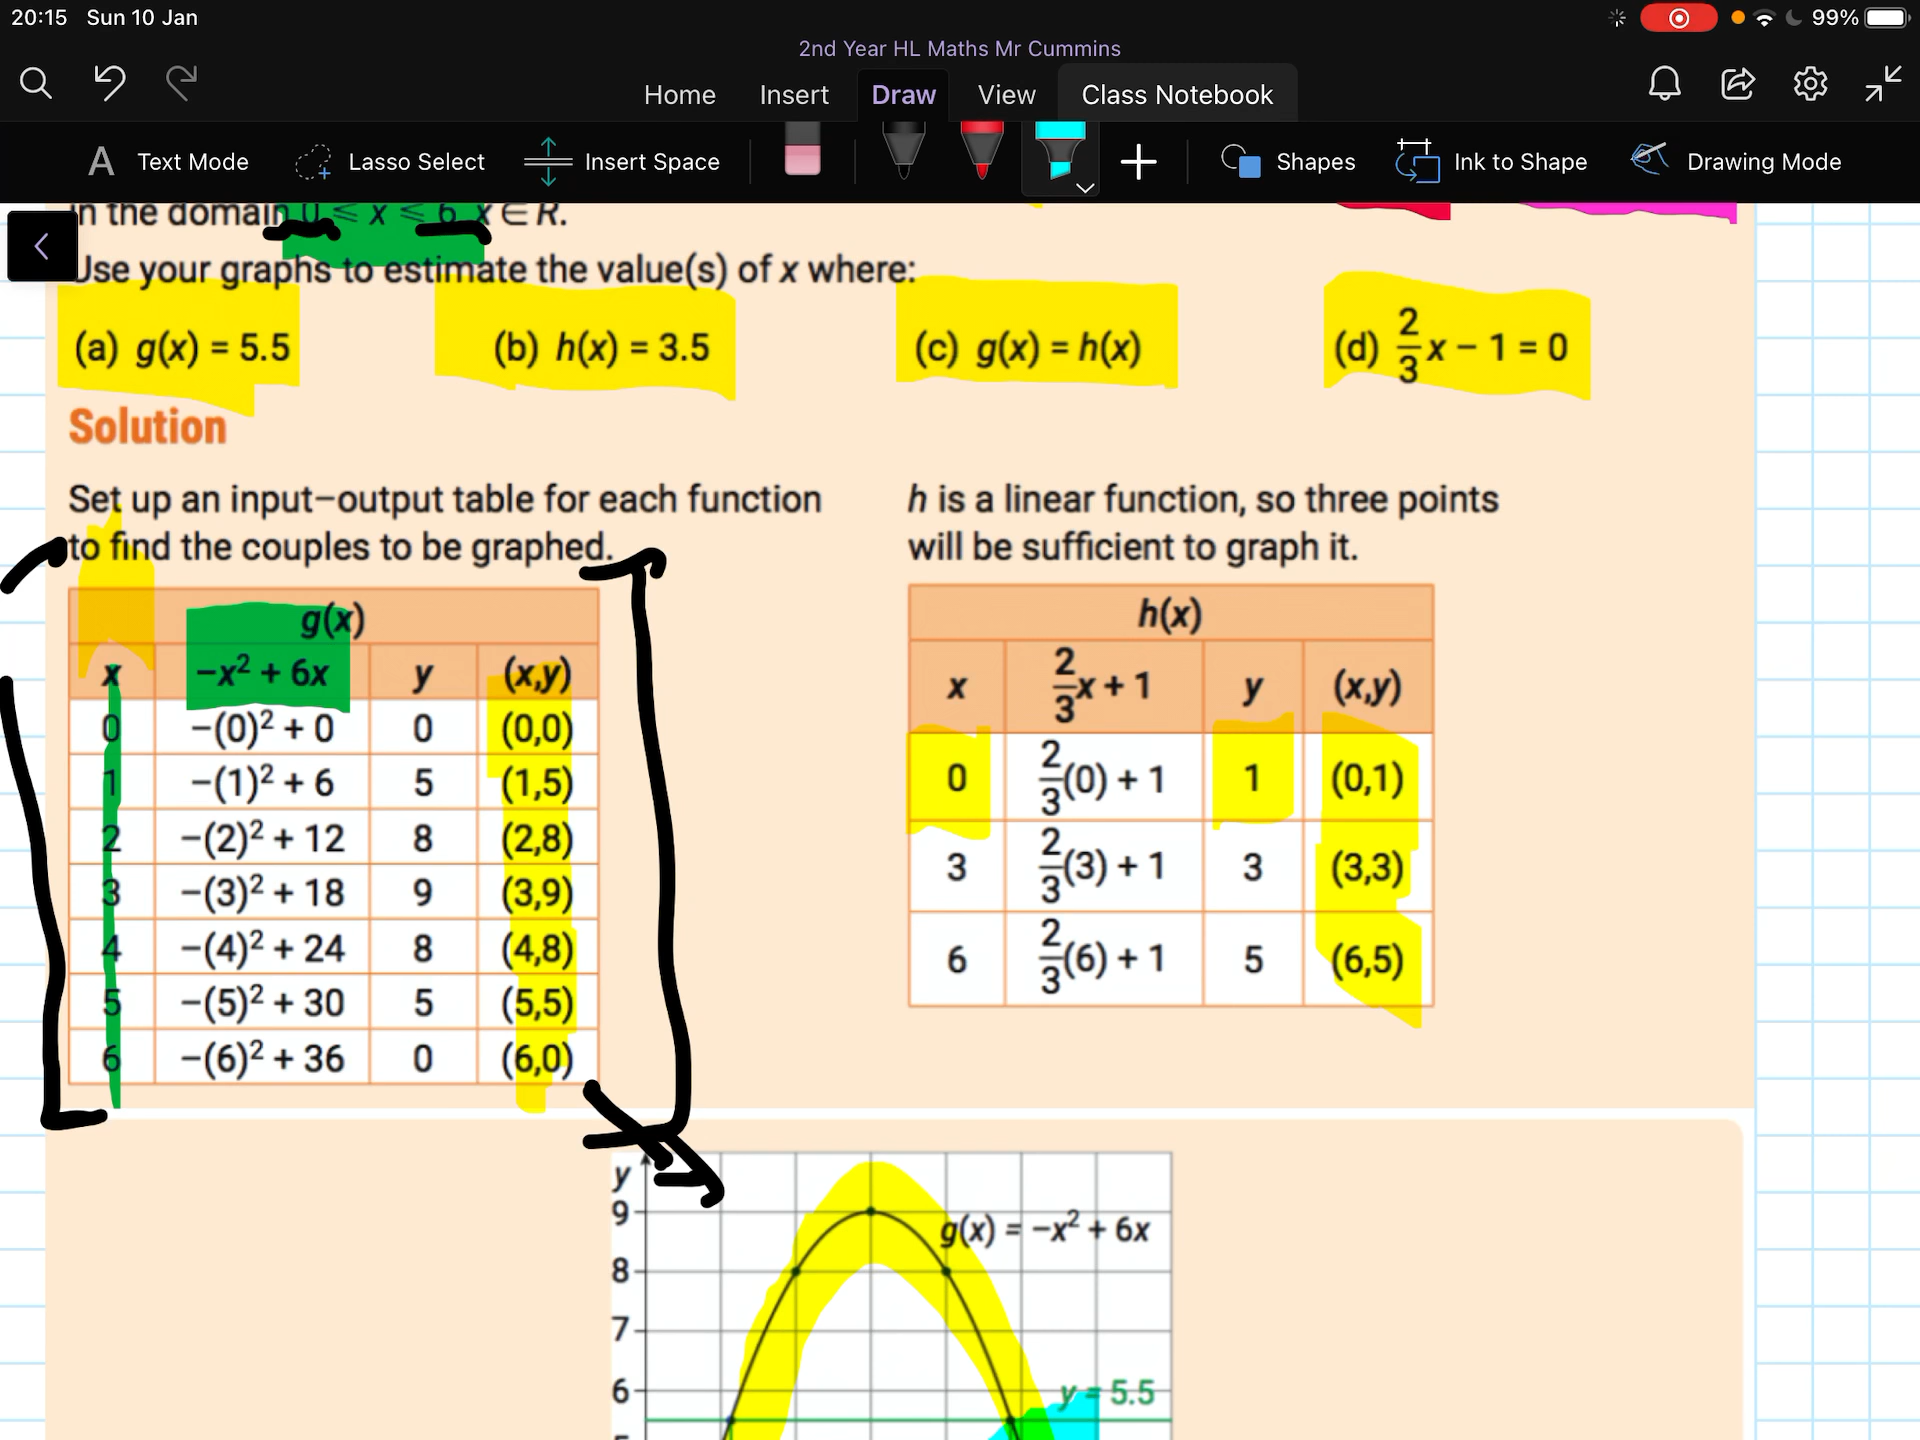 20:15 Sun 10 Jan 99%
2nd Year HL Maths Mr Cummins
Home Insert Draw View Class Notebook
A Text Mode Lasso Select Insert Space Shapes Ink to Shape Drawing Mode
in the domain 0 ≤ x ≤ 6 x ∈ R.
Use your graphs to estimate the value(s) of x where:
(a) g(x) = 5.5 (b) h(x) = 3.5 (c) g(x) = h(x) (d) 2/3 x − 1 = 0
Solution
Set up an input–output table for each function
to find the couples to be graphed.
h is a linear function, so three points
will be sufficient to graph it.
g(x)
x −x² + 6x y (x,y)
0 −(0)² + 0 0 (0,0)
1 −(1)² + 6 5 (1,5)
2 −(2)² + 12 8 (2,8)
3 −(3)² + 18 9 (3,9)
4 −(4)² + 24 8 (4,8)
5 −(5)² + 30 5 (5,5)
6 −(6)² + 36 0 (6,0)
h(x)
x 2/3 x + 1 y (x,y)
0 2/3 (0) + 1 1 (0,1)
3 2/3 (3) + 1 3 (3,3)
6 2/3 (6) + 1 5 (6,5)
y
9
g(x) = −x² + 6x
8
7
6
y = 5.5